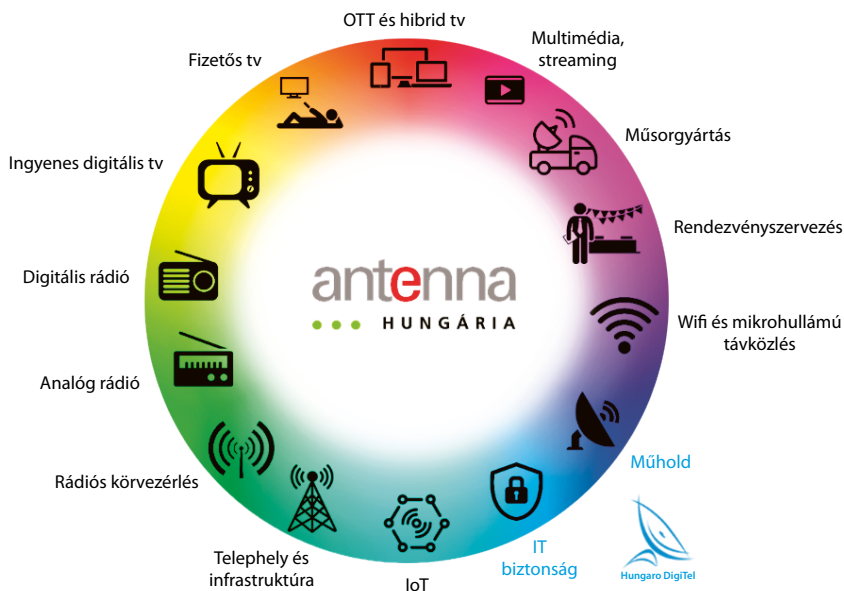 OTT és hibrid tv
Multimédia,
streaming
Fizetős tv
Műsorgyártás
Ingyenes digitális tv
Rendezvényszervezés
Digitális rádió
antenna
HUNGÁRIA
Wifi és mikrohullámú
távközlés
Analóg rádió
Műhold
Rádiós körvezérlés
IT
biztonság
Telephely és
infrastruktúra
IoT
Hungaro DigiTel